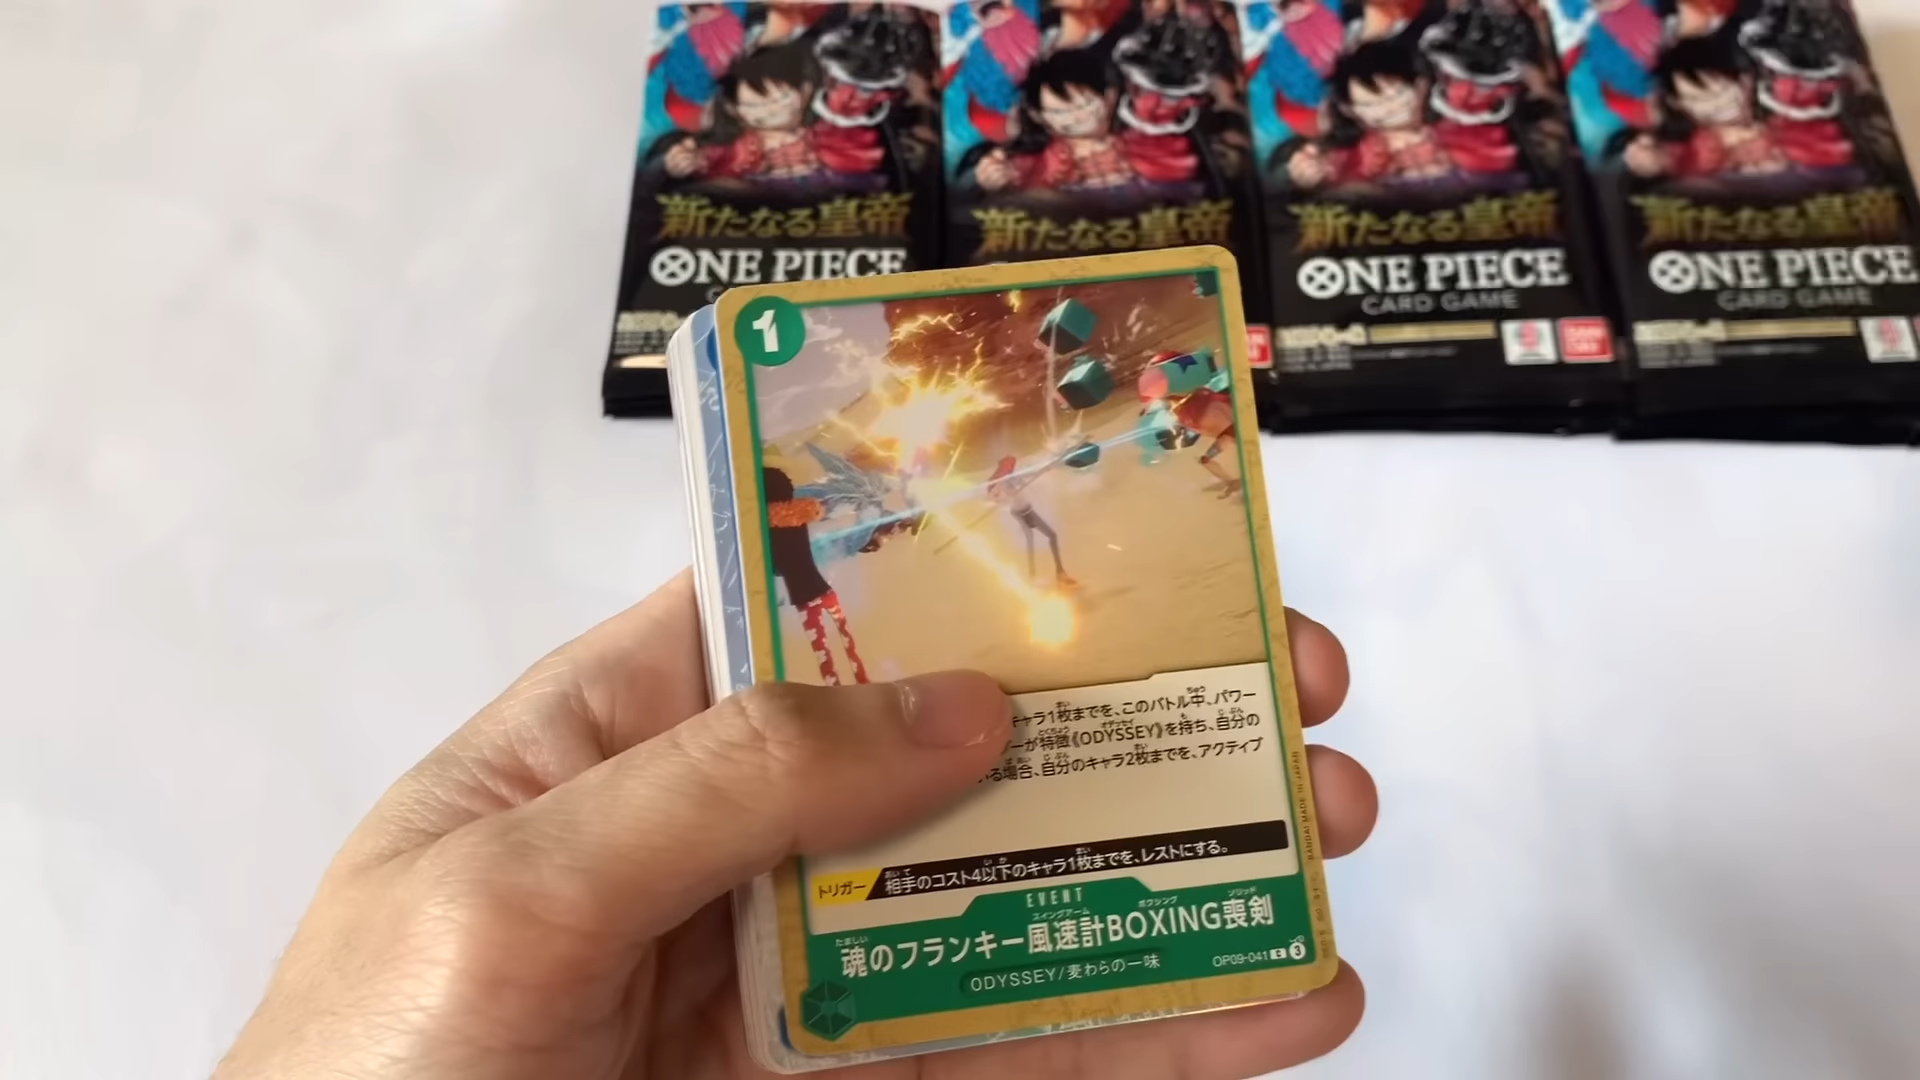 新たなる皇帝
新たなる皇帝
新たなる皇帝
新たなる皇帝
ONE PIECE
ONE PIECE
CARD GAME
ONE PIECE
CARD GAME
1
キャラ1枚までを、このバトル中、パワー
ーが特徴《ODYSSEY》を持ち、自分の
いる場合、自分のキャラ2枚までを、アクティブ
トリガー 相手のコスト4以下のキャラ1枚までを、レストにする。
EVENT
魂のフランキー風速計BOXING喪剣
ODYSSEY/麦わらの一味
OP09-041 C 3
BANDAI MADE IN JAPAN